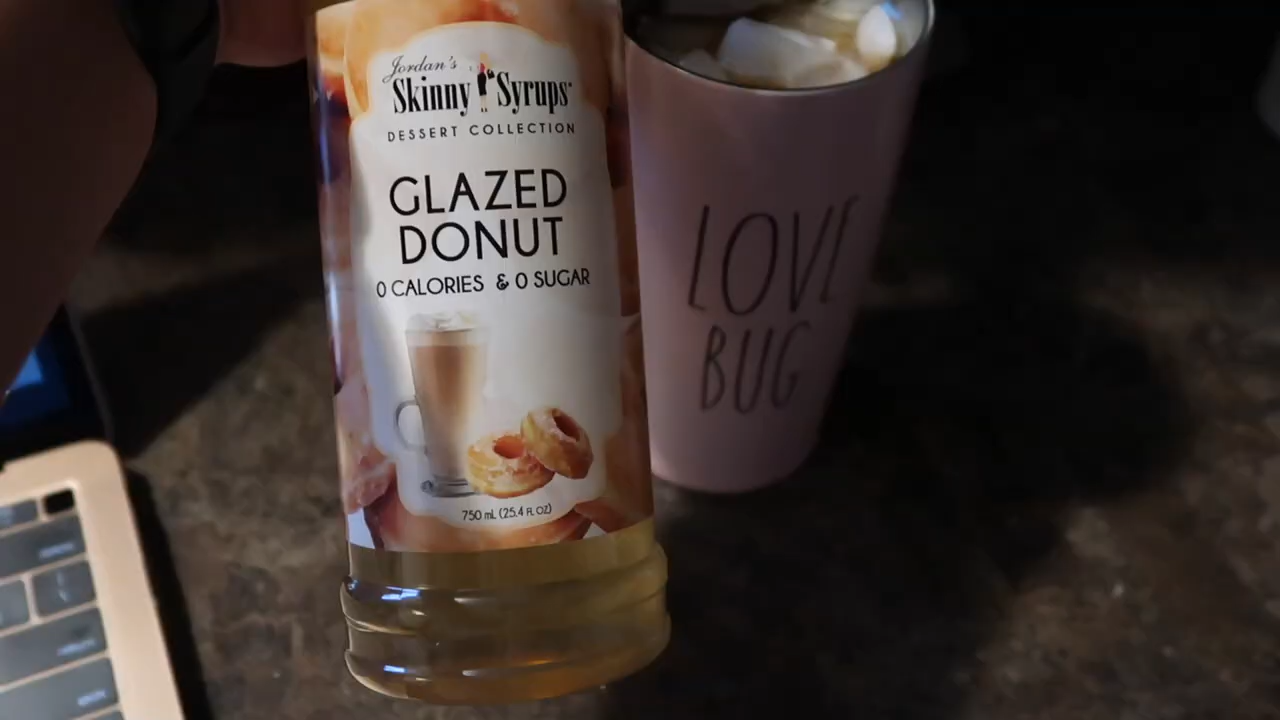 Jordan's
Skinny Syrups
DESSERT COLLECTION
GLAZED
DONUT
0 CALORIES & 0 SUGAR
750 mL (25.4 FL OZ)
LOVE
BUG